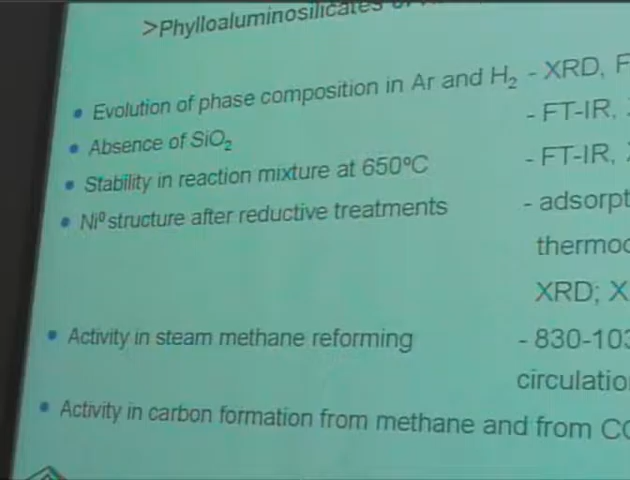 >Phylloaluminosilicates
• Evolution of phase composition in Ar and H₂ - XRD,
• Absence of SiO₂ - FT-IR,
• Stability in reaction mixture at 650ºC - FT-IR,
• Ni⁰ structure after reductive treatments - adsorpt
thermod
XRD; X
• Activity in steam methane reforming - 830-103
circulatio
• Activity in carbon formation from methane and from CO